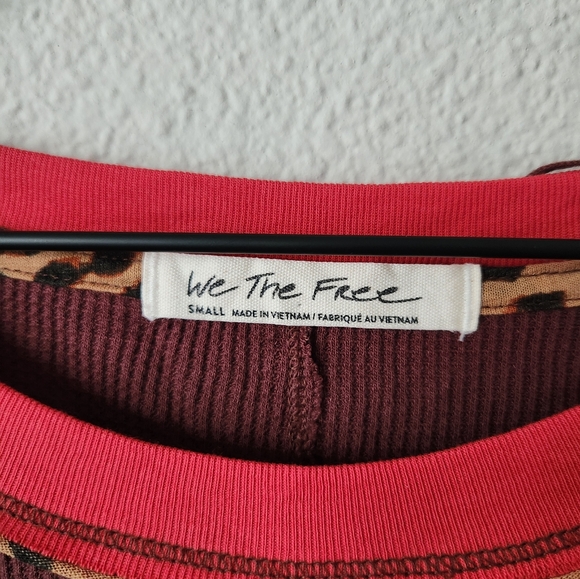 We The Free
SMALL MADE IN VIETNAM / FABRIQUÉ AU VIETNAM